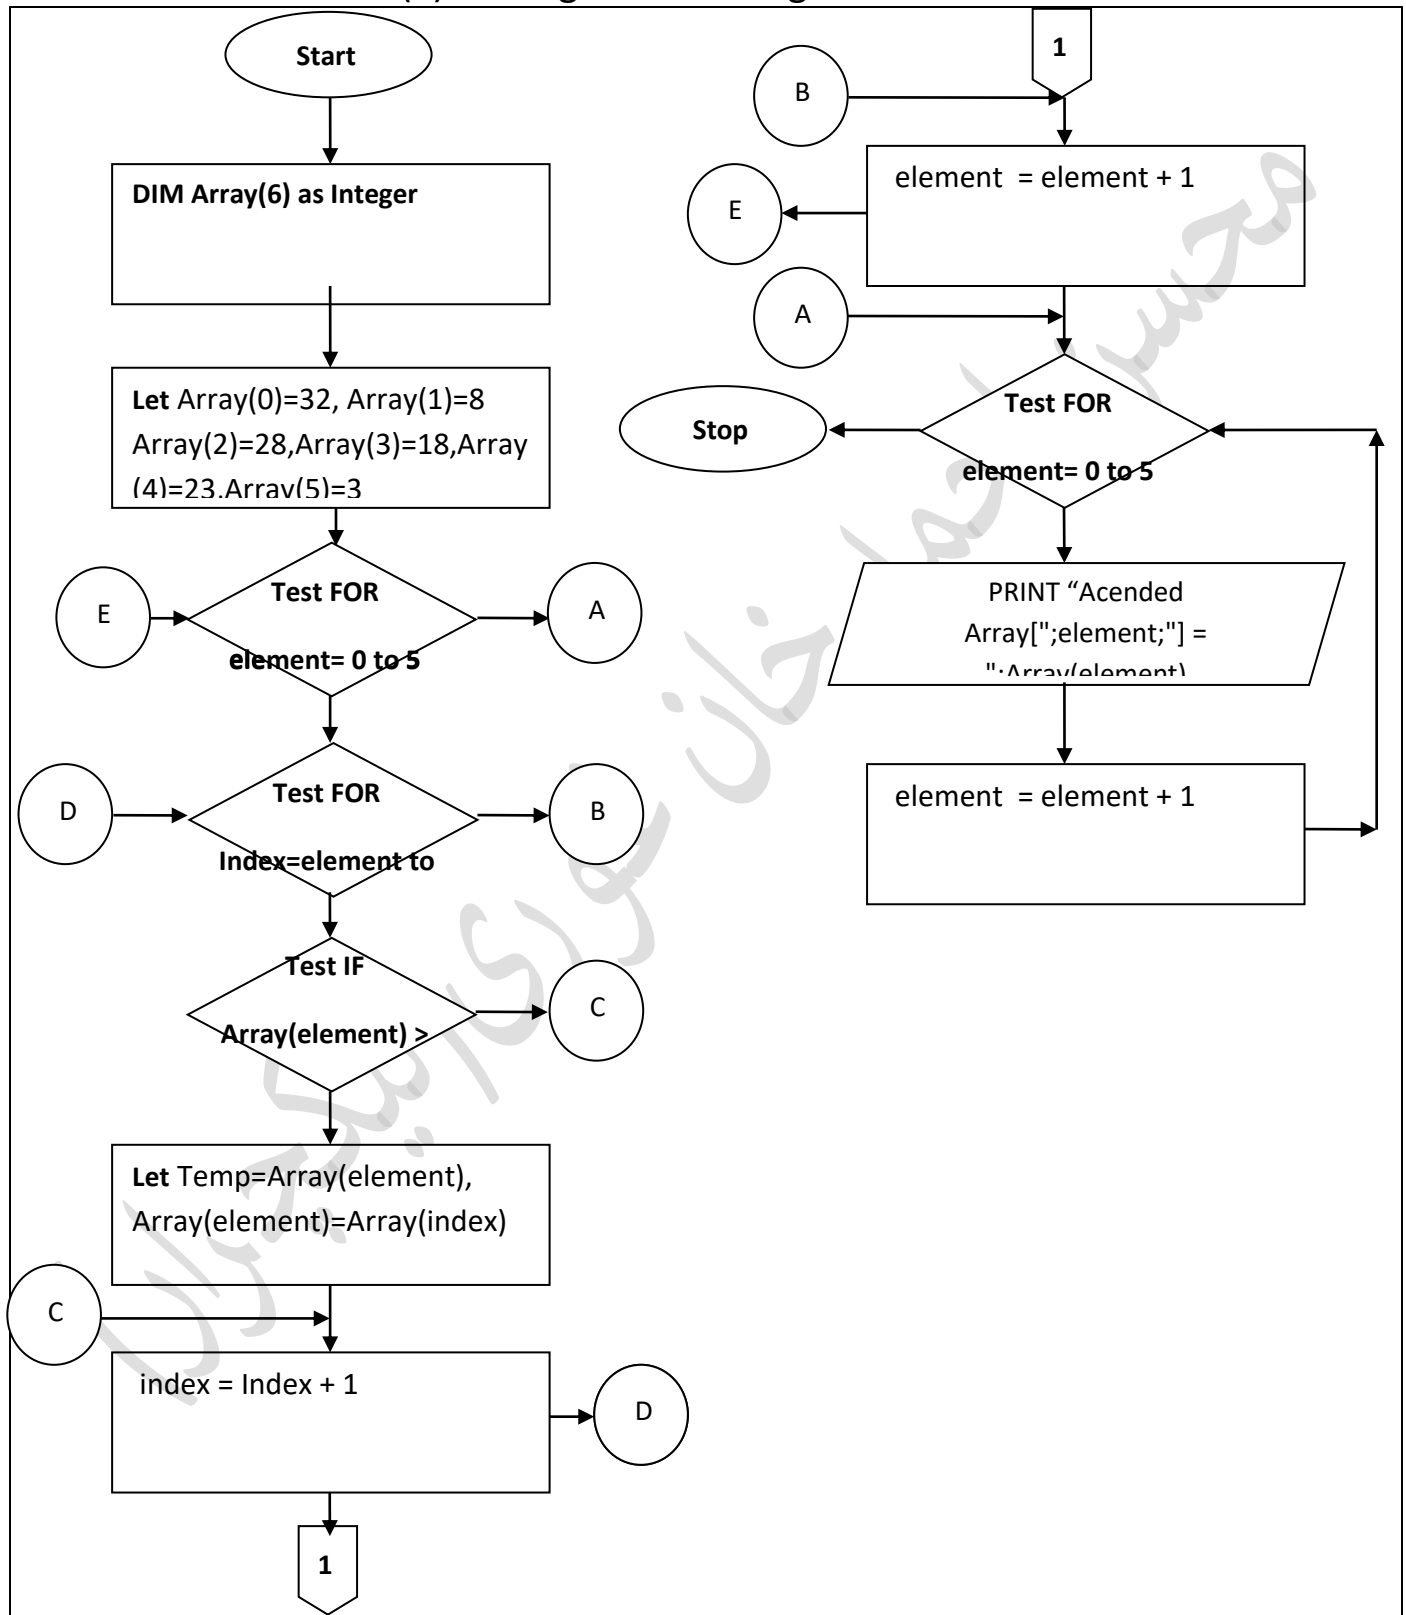 Start
DIM Array(6) as Integer
Let Array(0)=32, Array(1)=8
Array(2)=28,Array(3)=18,Array
(4)=23.Array(5)=3
Test FOR
element= 0 to 5
E
A
Test FOR
Index=element to
D
B
Test IF
Array(element) >
C
Let Temp=Array(element),
Array(element)=Array(index)
C
index = Index + 1
D
1
1
B
element = element + 1
E
A
Test FOR
element= 0 to 5
Stop
PRINT “Acended
Array[";element;"] =
";Array(element)
element = element + 1